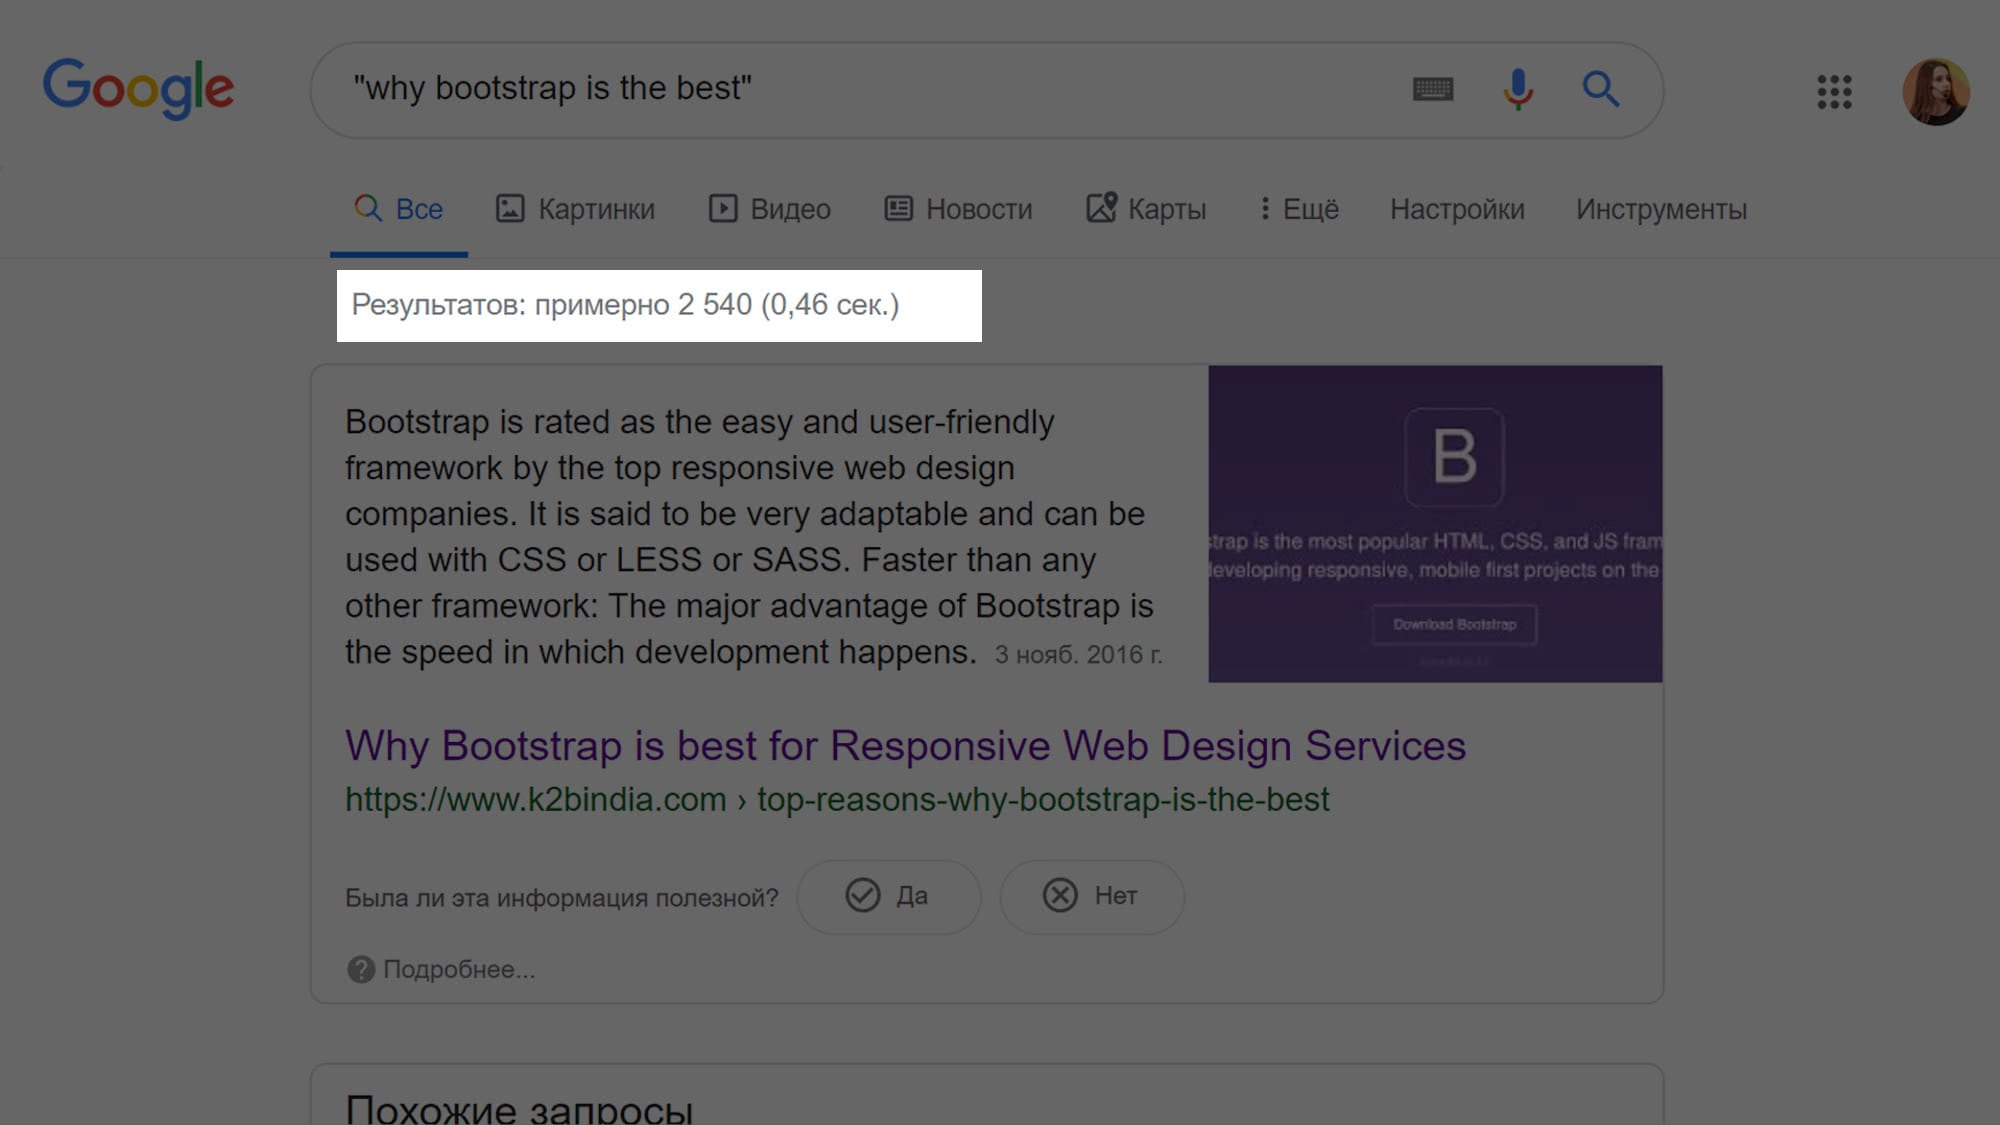 Google
"why bootstrap is the best"
Все Картинки Видео Новости Карты Ещё Настройки Инструменты
Результатов: примерно 2 540 (0,46 сек.)
Bootstrap is rated as the easy and user-friendly
framework by the top responsive web design
companies. It is said to be very adaptable and can be
used with CSS or LESS or SASS. Faster than any
other framework: The major advantage of Bootstrap is
the speed in which development happens. 3 нояб. 2016 г.
B
strap is the most popular HTML, CSS, and JS fram
developing responsive, mobile first projects on the
Download Bootstrap
Why Bootstrap is best for Responsive Web Design Services
https://www.k2bindia.com › top-reasons-why-bootstrap-is-the-best
Была ли эта информация полезной? Да Нет
Подробнее...
Похожие запросы